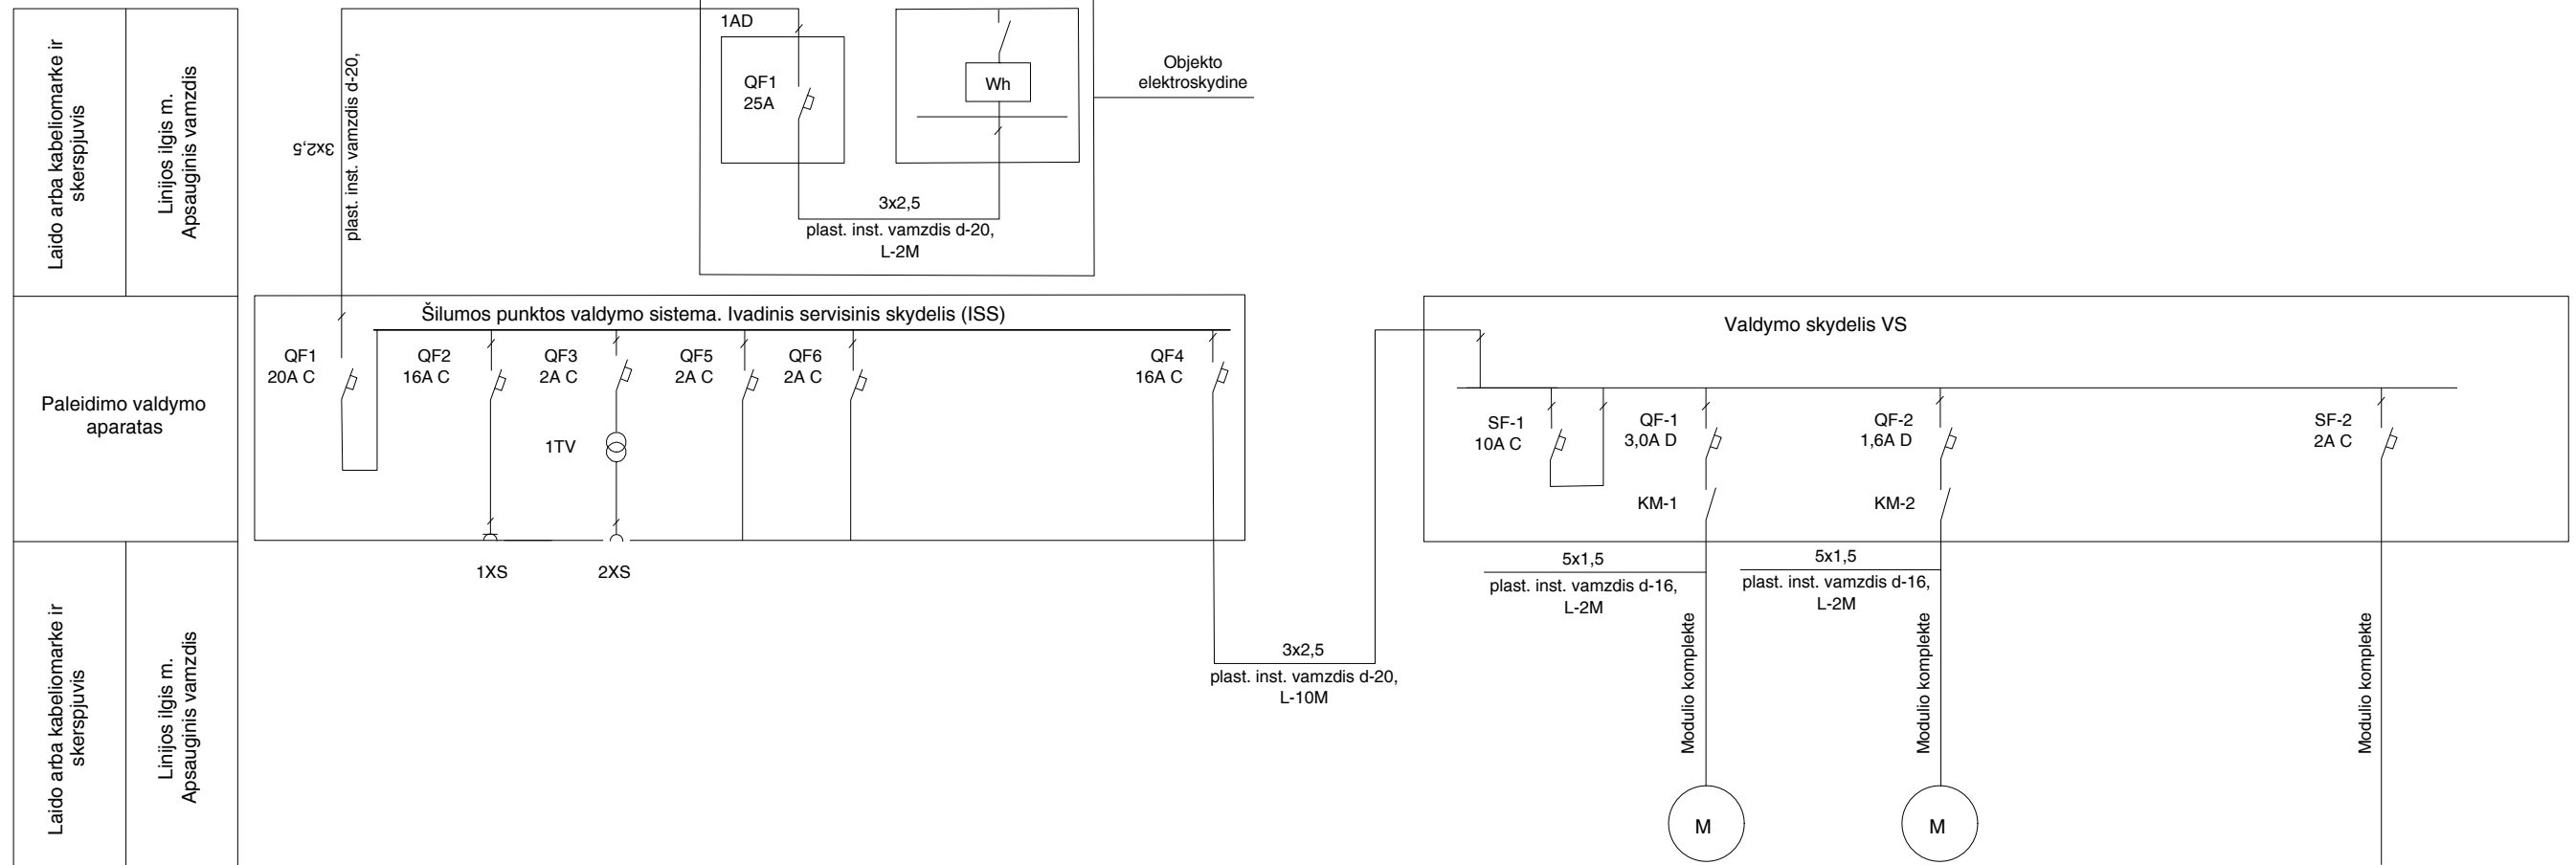 Laido arba kabeliomarke ir
skerspjuvis
Linijos ilgis m.
Apsauginis vamzdis
3x2,5
plast. inst. vamzdis d-20,
1AD
QF1
25A
Wh
3x2,5
plast. inst. vamzdis d-20,
L-2M
Objekto
elektroskydine
Paleidimo valdymo
aparatas
Šilumos punktos valdymo sistema. Ivadinis servisinis skydelis (ISS)
QF1
20A C
QF2
16A C
QF3
2A C
QF5
2A C
QF6
2A C
QF4
16A C
1TV
1XS
2XS
3x2,5
plast. inst. vamzdis d-20,
L-10M
Valdymo skydelis VS
SF-1
10A C
QF-1
3,0A D
QF-2
1,6A D
SF-2
2A C
KM-1
KM-2
5x1,5
plast. inst. vamzdis d-16,
L-2M
5x1,5
plast. inst. vamzdis d-16,
L-2M
Modulio komplekte
Modulio komplekte
Modulio komplekte
M
M
Laido arba kabeliomarke ir
skerspjuvis
Linijos ilgis m.
Apsauginis vamzdis